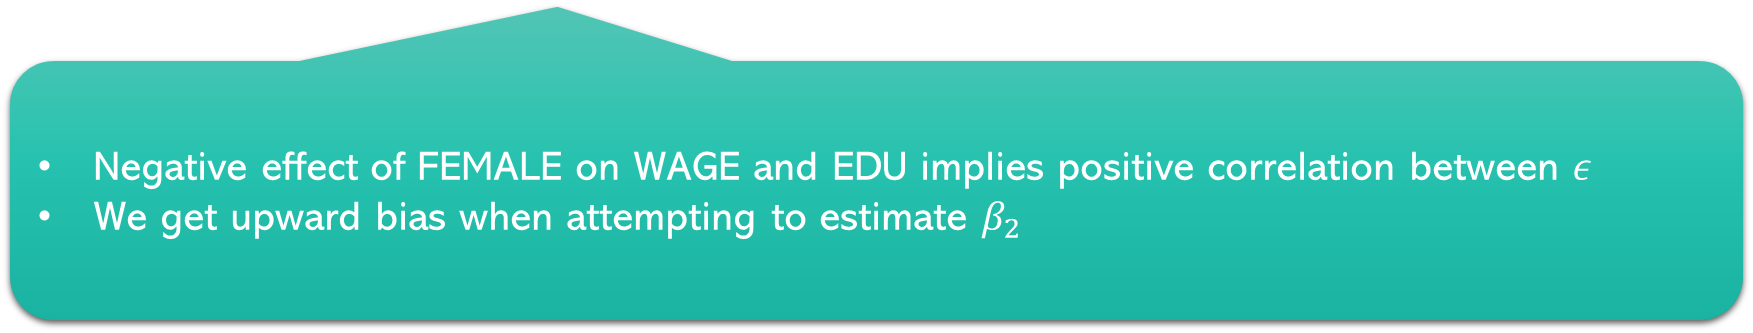 • Negative effect of FEMALE on WAGE and EDU implies positive correlation between ϵ
• We get upward bias when attempting to estimate β₂